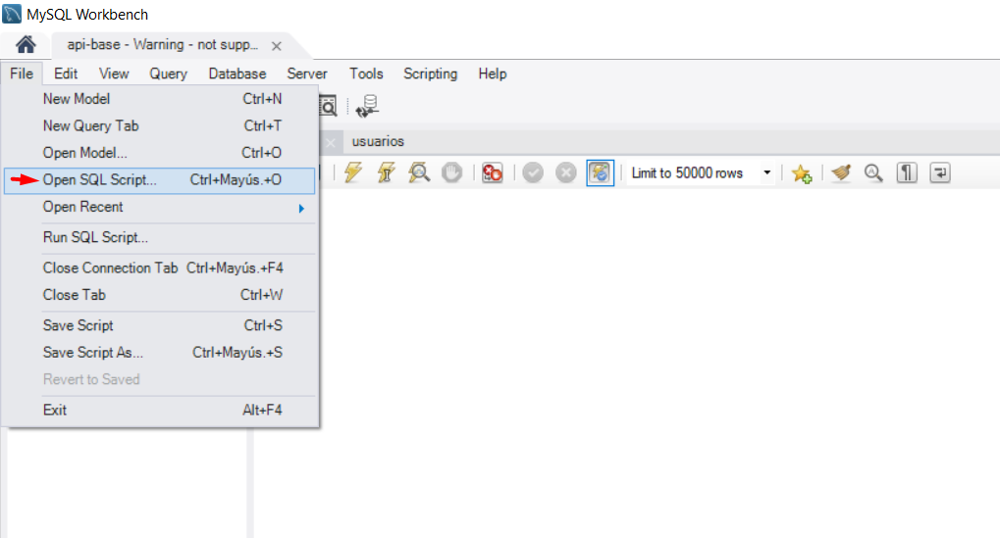 MySQL Workbench
api-base - Warning - not supp...
File Edit View Query Database Server Tools Scripting Help
New Model Ctrl+N
New Query Tab Ctrl+T
Open Model... Ctrl+O
usuarios
Open SQL Script... Ctrl+Mayús.+O
Limit to 50000 rows
Open Recent
Run SQL Script...
Close Connection Tab Ctrl+Mayús.+F4
Close Tab Ctrl+W
Save Script Ctrl+S
Save Script As... Ctrl+Mayús.+S
Revert to Saved
Exit Alt+F4